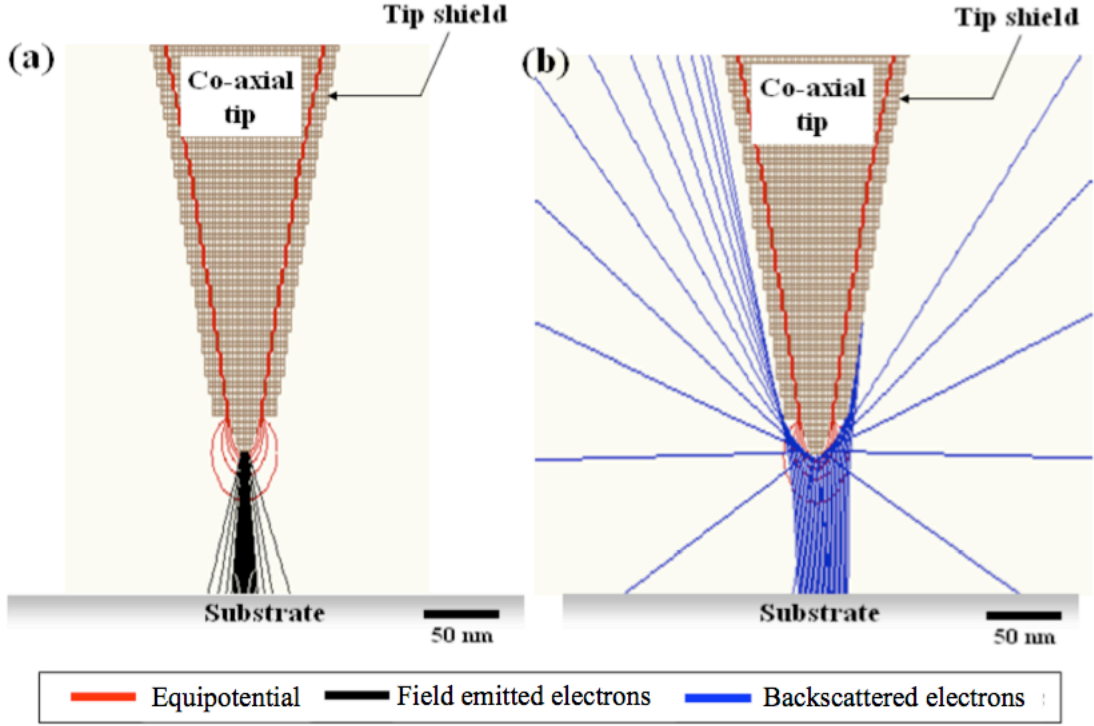 Tip shield
(a)
Co-axial
tip
Substrate
50 nm
Tip shield
(b)
Co-axial
tip
Substrate
50 nm
Equipotential
Field emitted electrons
Backscattered electrons